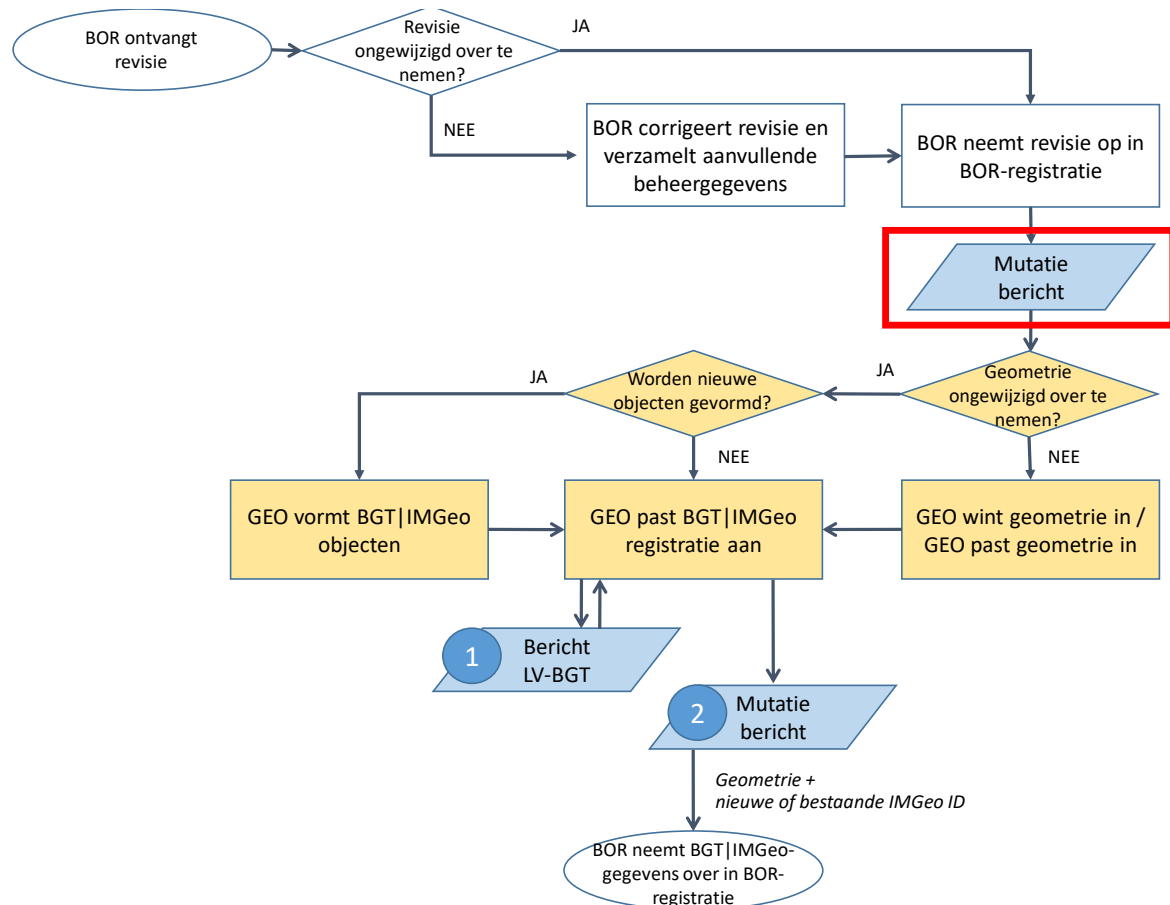 BOR ontvangt
revisie
Revisie
ongewijzigd over te
nemen?
JA
NEE
BOR corrigeert revisie en
verzamelt aanvullende
beheergegevens
BOR neemt revisie op in
BOR-registratie
Mutatie
bericht
Geometrie
ongewijzigd over te
nemen?
JA
NEE
Worden nieuwe
objecten gevormd?
JA
NEE
GEO vormt BGT|IMGeo
objecten
GEO past BGT|IMGeo
registratie aan
GEO wint geometrie in /
GEO past geometrie in
1
Bericht
LV-BGT
2
Mutatie
bericht
Geometrie +
nieuwe of bestaande IMGeo ID
BOR neemt BGT|IMGeo-
gegevens over in BOR-
registratie